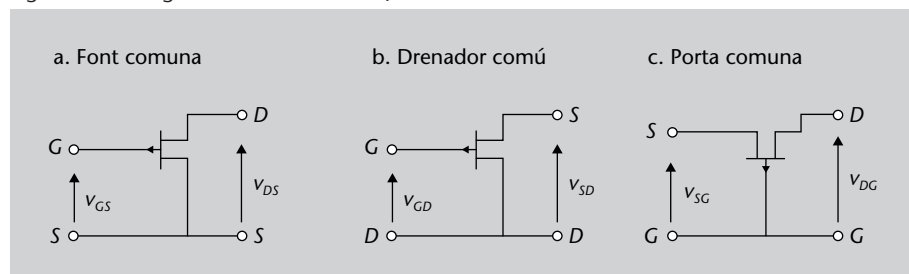 a. Font comuna
b. Drenador comú
c. Porta comuna
G
D
v_GS
v_DS
S
S
G
S
v_GD
v_SD
D
D
S
D
v_SG
v_DG
G
G